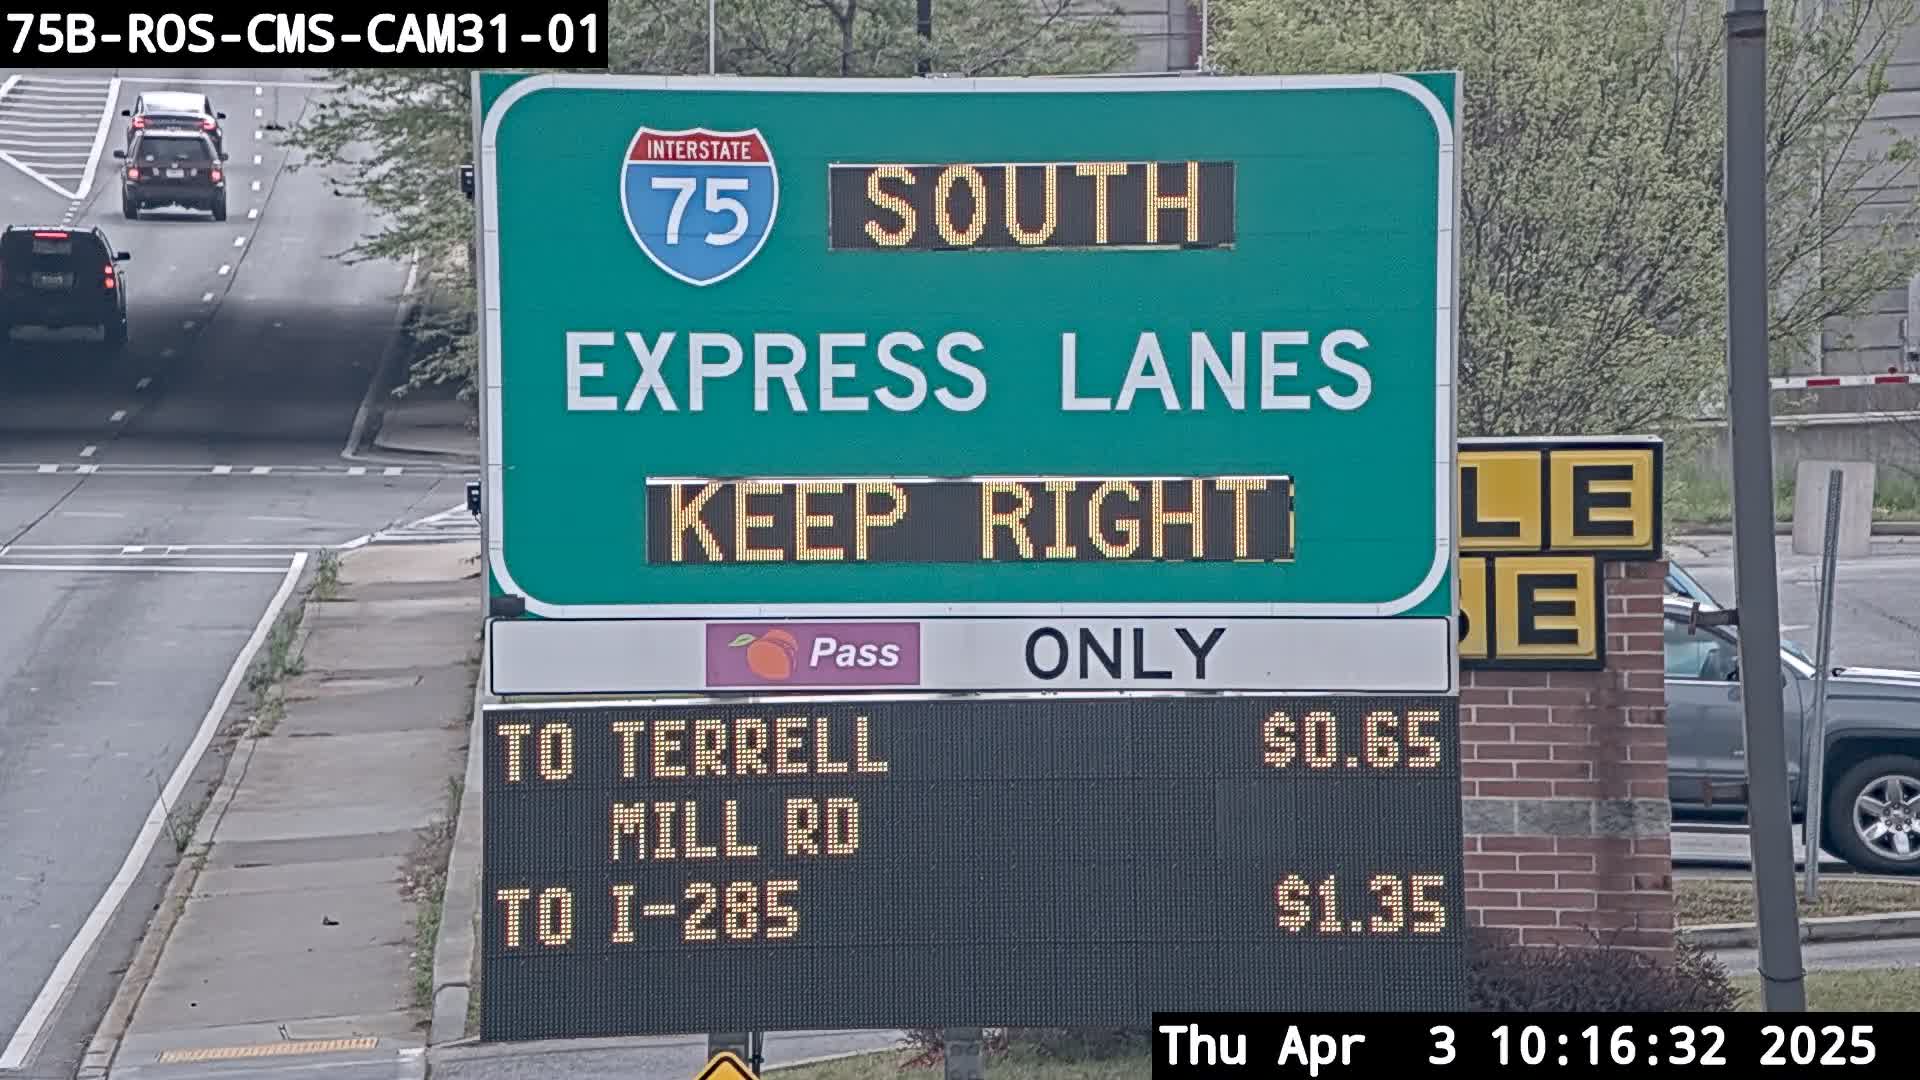 75B-ROS-CMS-CAM31-01
INTERSTATE
75
SOUTH
EXPRESS LANES
KEEP RIGHT
LE
E
Pass ONLY
TO TERRELL $0.65
MILL RD
TO I-285 $1.35
Thu Apr 3 10:16:32 2025